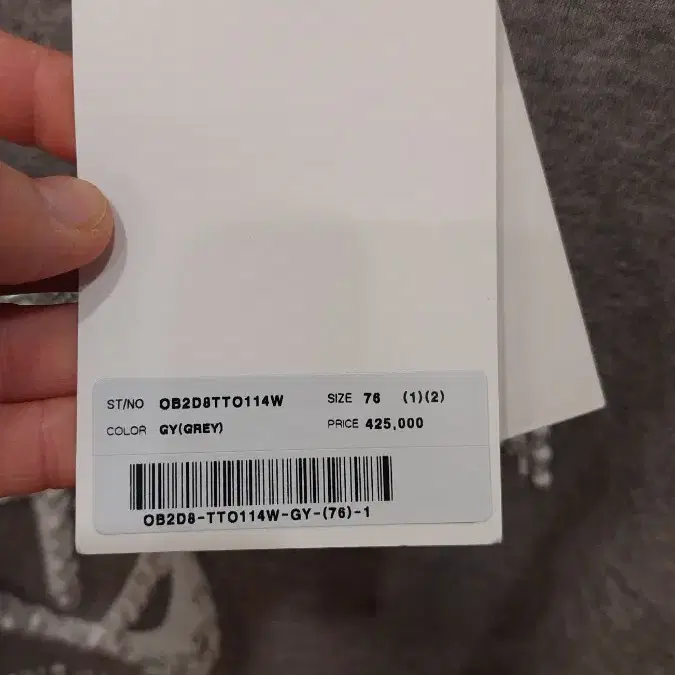 ST/NO OB2D8TTO114W SIZE 76 (1)(2)
COLOR GY(GREY) PRICE 425,000
OB2D8-TTO114W-GY-(76)-1